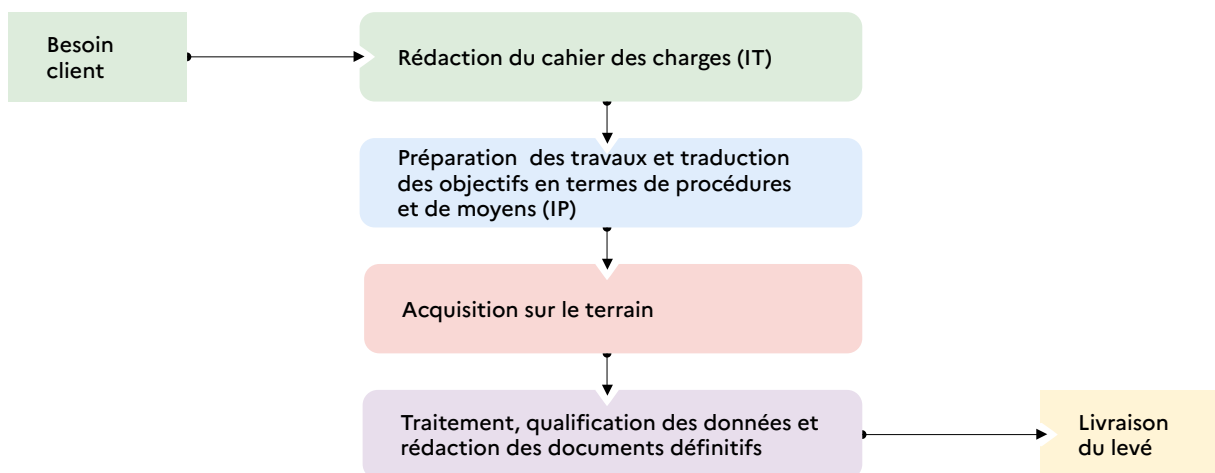 Besoin
client
Rédaction du cahier des charges (IT)
Préparation  des travaux et traduction
des objectifs en termes de procédures
et de moyens (IP)
Acquisition sur le terrain
Traitement, qualification des données et
rédaction des documents définitifs
Livraison
du levé